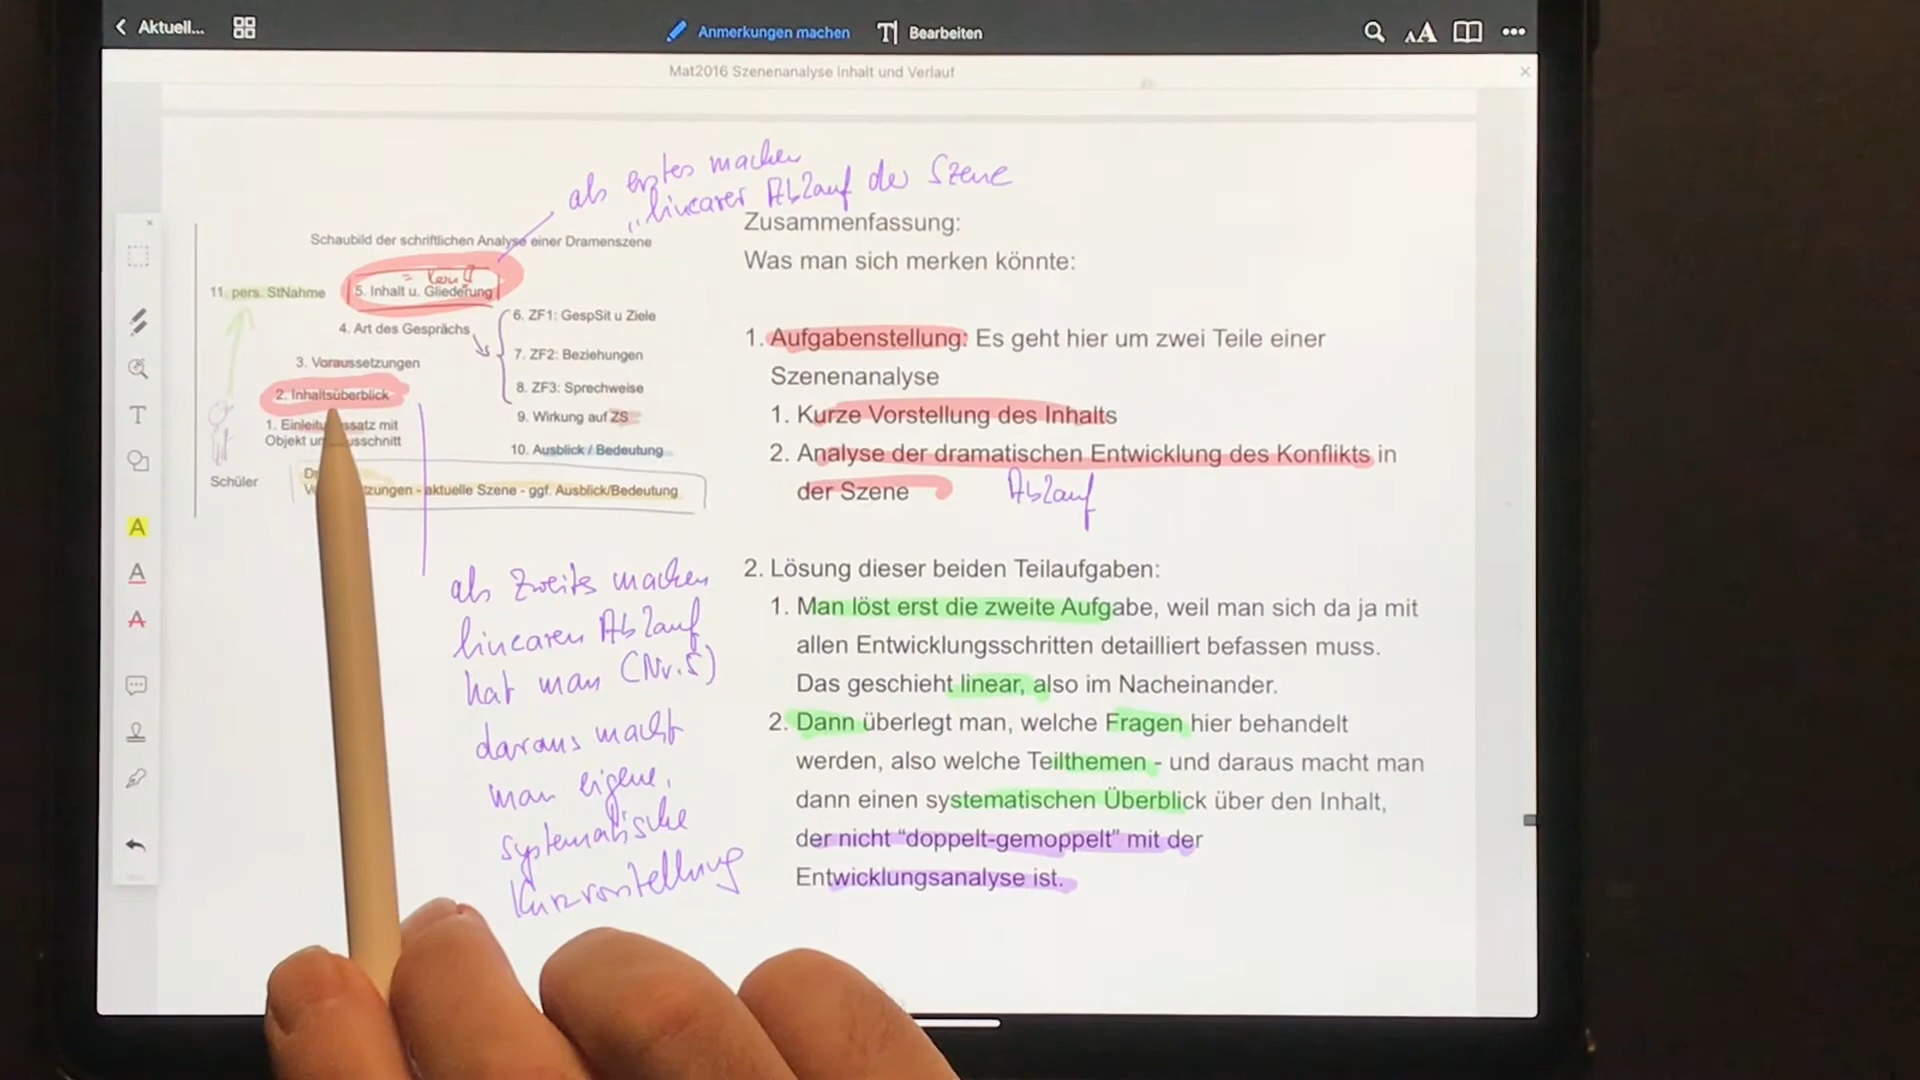 Aktuell...
Anmerkungen machen
Bearbeiten
AA
Mat2016 Szenenanalyse Inhalt und Verlauf
als erstes machen
"linearer Ablauf der Szene
Schaubild der schriftlichen Analyse einer Dramenszene
11. pers. StNahme
5. Inhalt u. Gliederung
4. Art des Gesprächs
3. Voraussetzungen
2. Inhaltsüberblick
1. Einleitungssatz mit
Objekt und Ausschnitt
Schüler
6. ZF1: GespSit u Ziele
7. ZF2: Beziehungen
8. ZF3: Sprechweise
9. Wirkung auf ZS
10. Ausblick / Bedeutung
zungen - aktuelle Szene - ggf. Ausblick/Bedeutung
als Zweites machen
linearen Ablauf
hat man (Nr.5)
daraus macht
man eigene,
systematische
Kurzvorstellung
Zusammenfassung:
Was man sich merken könnte:
1. Aufgabenstellung: Es geht hier um zwei Teile einer
Szenenanalyse
1. Kurze Vorstellung des Inhalts
2. Analyse der dramatischen Entwicklung des Konflikts in
der Szene
Ablauf
2. Lösung dieser beiden Teilaufgaben:
1. Man löst erst die zweite Aufgabe, weil man sich da ja mit
allen Entwicklungsschritten detailliert befassen muss.
Das geschieht linear, also im Nacheinander.
2. Dann überlegt man, welche Fragen hier behandelt
werden, also welche Teilthemen - und daraus macht man
dann einen systematischen Überblick über den Inhalt,
der nicht "doppelt-gemoppelt" mit der
Entwicklungsanalyse ist.